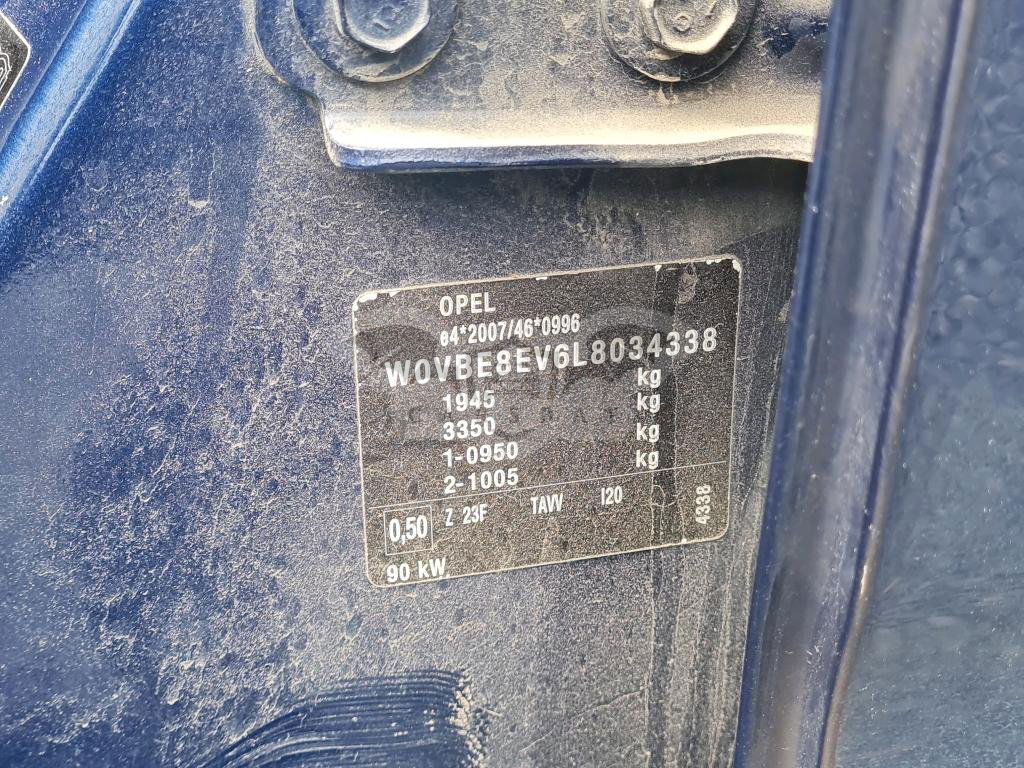 OPEL
e4*2007/46*0996
W0VBE8EV6L8034338
1945 kg
3350 kg
1-0950 kg
2-1005 kg
0,50 Z 23F TAW I20 4338
90 kW